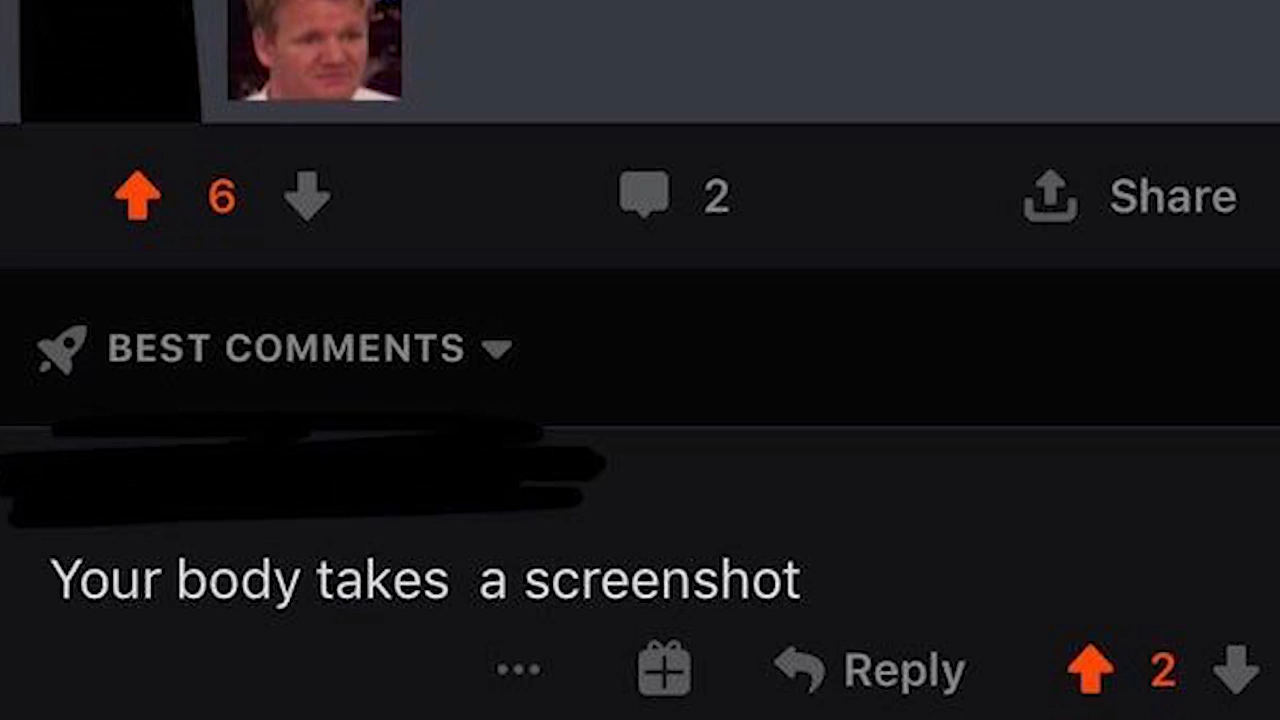 6 2 Share
BEST COMMENTS
Your body takes  a screenshot
Reply 2